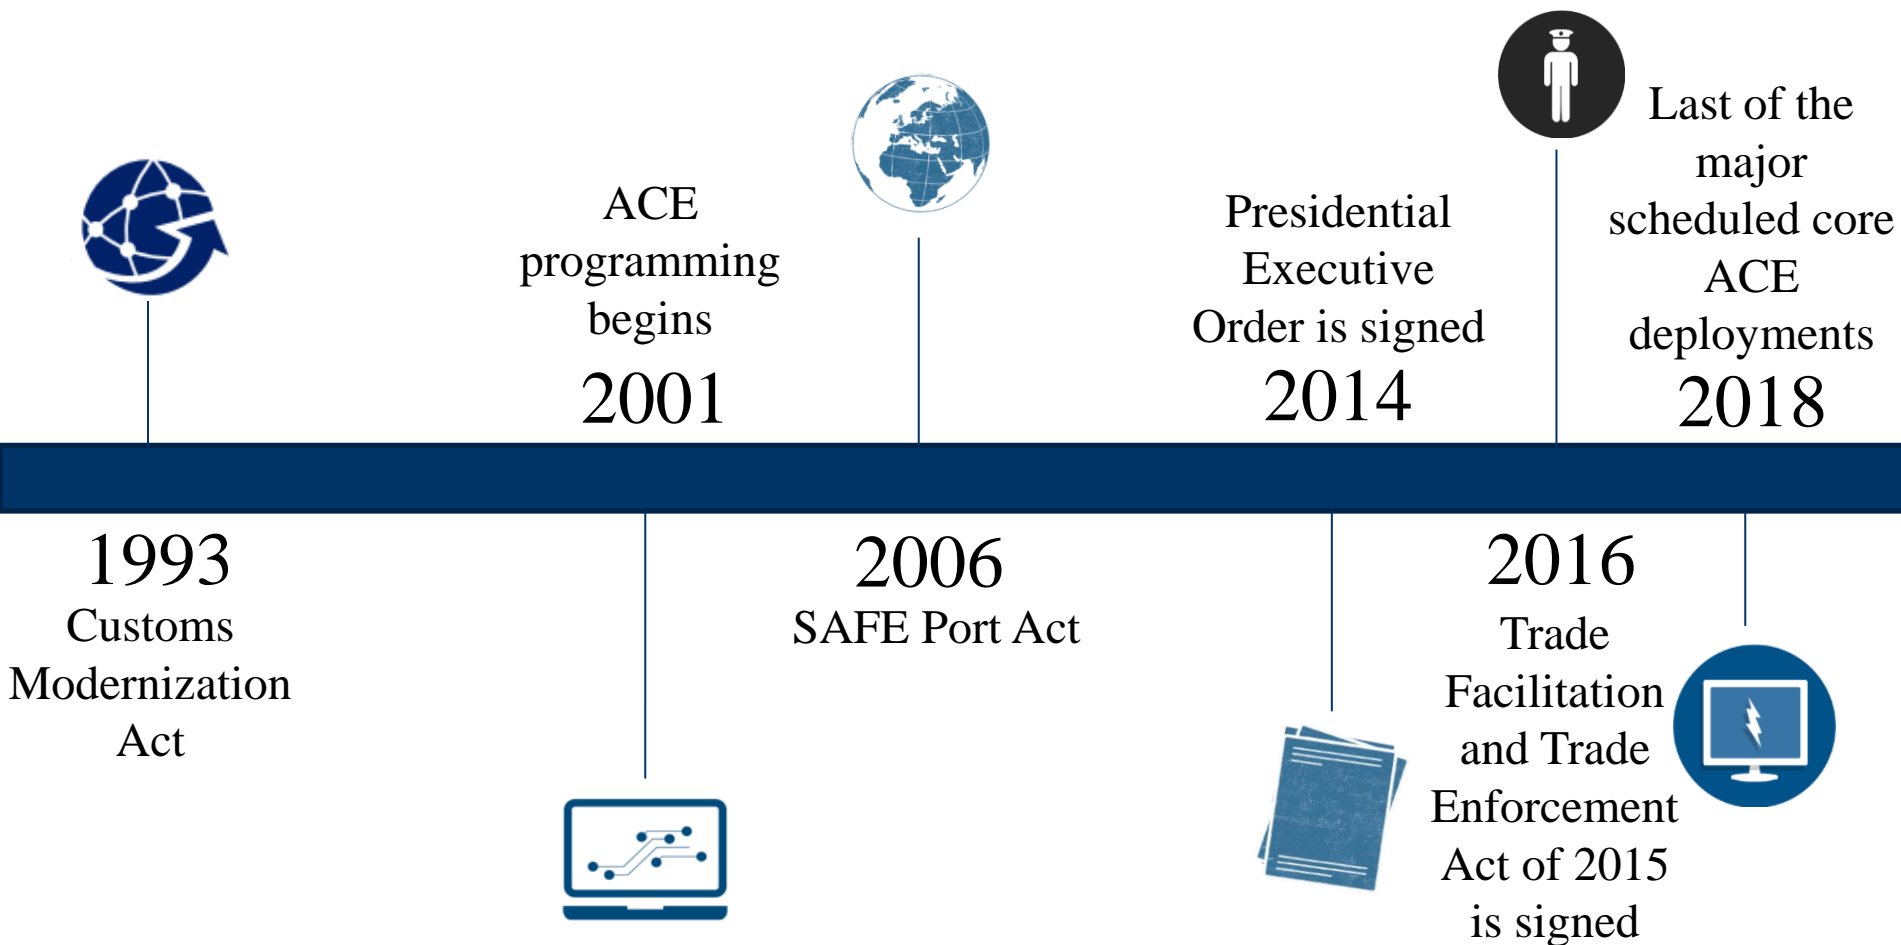 1993
Customs
Modernization
Act
ACE
programming
begins
2001
2006
SAFE Port Act
Presidential
Executive
Order is signed
2014
2016
Trade
Facilitation
and Trade
Enforcement
Act of 2015
is signed
Last of the
major
scheduled core
ACE
deployments
2018